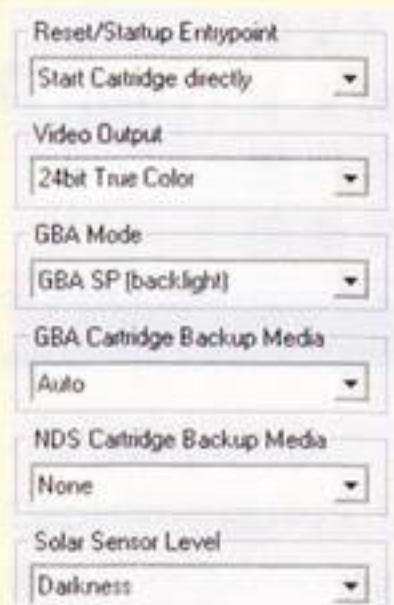 Reset/Startup Entrypoint
Start Cartridge directly
Video Output
24bit True Color
GBA Mode
GBA SP (backlight)
GBA Cartridge Backup Media
Auto
NDS Cartridge Backup Media
None
Solar Sensor Level
Darkness